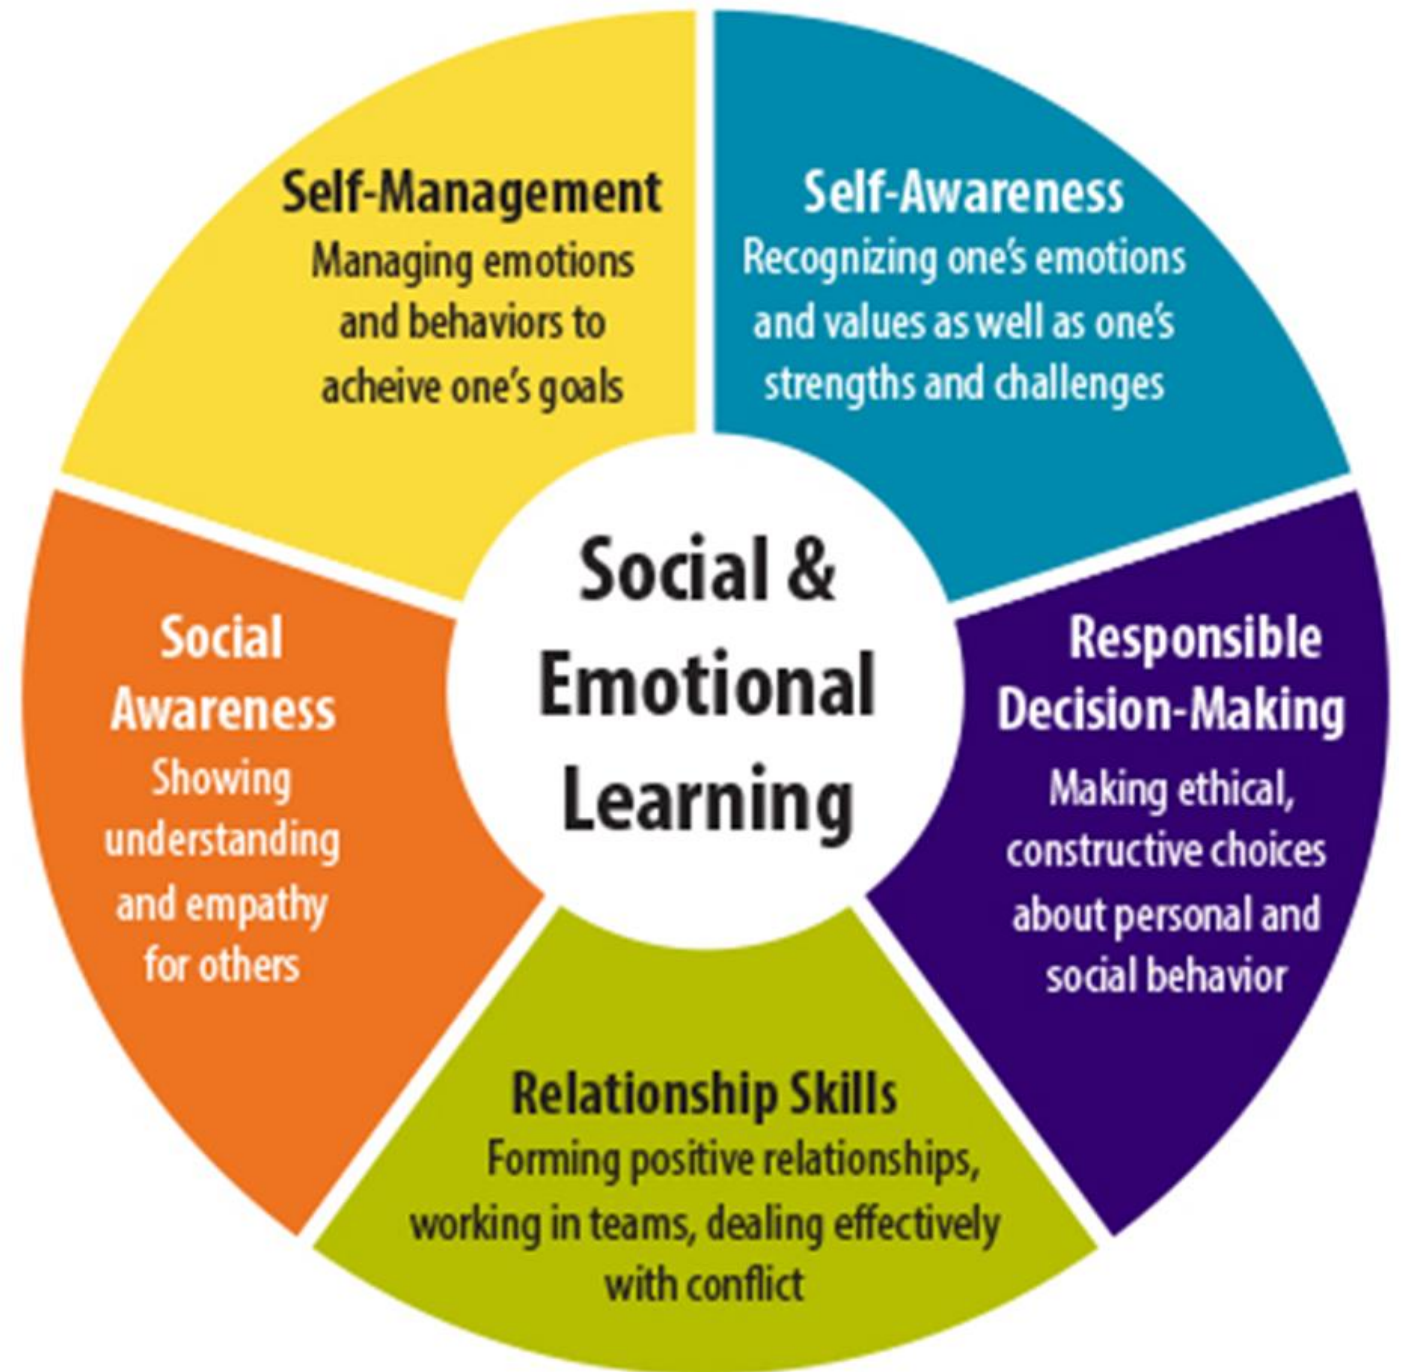 Self-Management
Managing emotions
and behaviors to
acheive one's goals
Self-Awareness
Recognizing one's emotions
and values as well as one's
strengths and challenges
Social &
Emotional
Learning
Social
Awareness
Showing
understanding
and empathy
for others
Responsible
Decision-Making
Making ethical,
constructive choices
about personal and
social behavior
Relationship Skills
Forming positive relationships,
working in teams, dealing effectively
with conflict